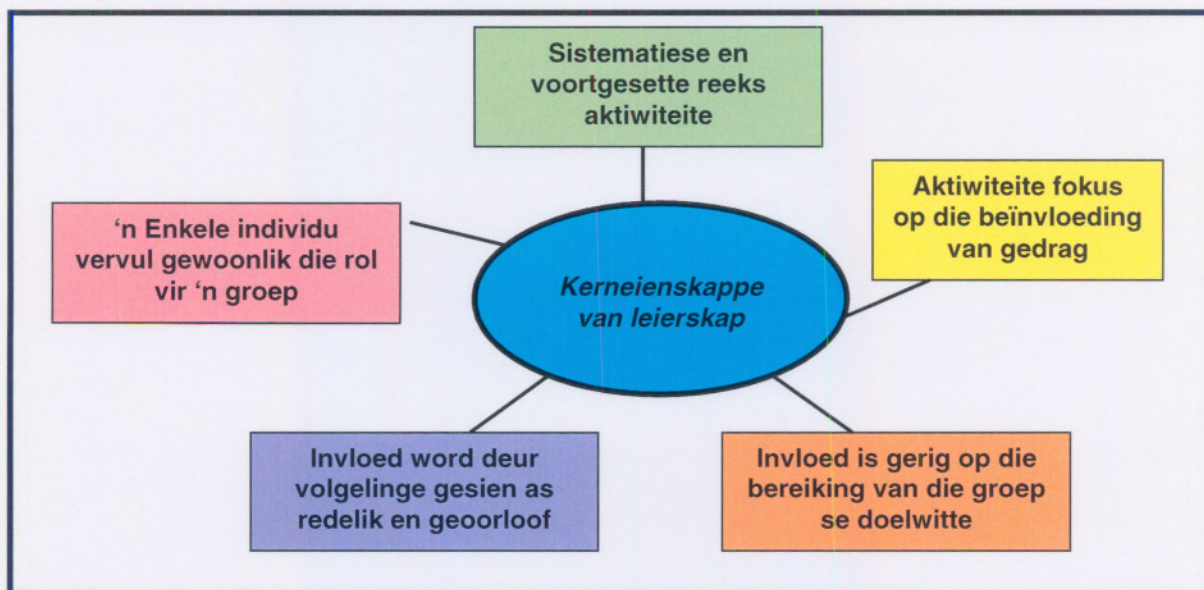 Sistematiese en
voortgesette reeks
aktiwiteite
Aktiwiteite fokus
op die beïnvloeding
van gedrag
‘n Enkele individu
vervul gewoonlik die rol
vir ‘n groep
Kerneienskappe
van leierskap
Invloed word deur
volgelinge gesien as
redelik en geoorloof
Invloed is gerig op die
bereiking van die groep
se doelwitte